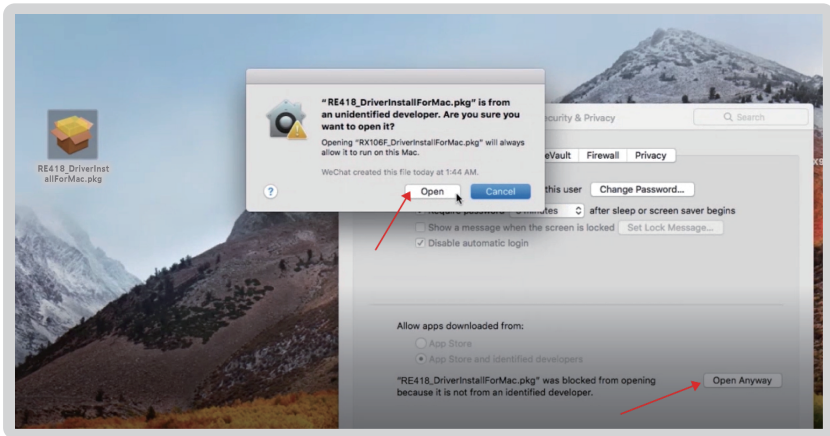 RE418_DriverInst
allForMac.pkg
"RE418_DriverInstallForMac.pkg" is from
an unidentified developer. Are you sure you
want to open it?
Opening "RX106F_DriverInstallForMac.pkg" will always
allow it to run on this Mac.
WeChat created this file today at 1:44 AM.
?
Open
Cancel
ecurity & Privacy
Search
eVault
Firewall
Privacy
this user
Change Password...
Require password
after sleep or screen saver begins
Show a message when the screen is locked
Set Lock Message...
Disable automatic login
Allow apps downloaded from:
App Store
App Store and identified developers
"RE418_DriverInstallForMac.pkg" was blocked from opening
because it is not from an identified developer.
Open Anyway